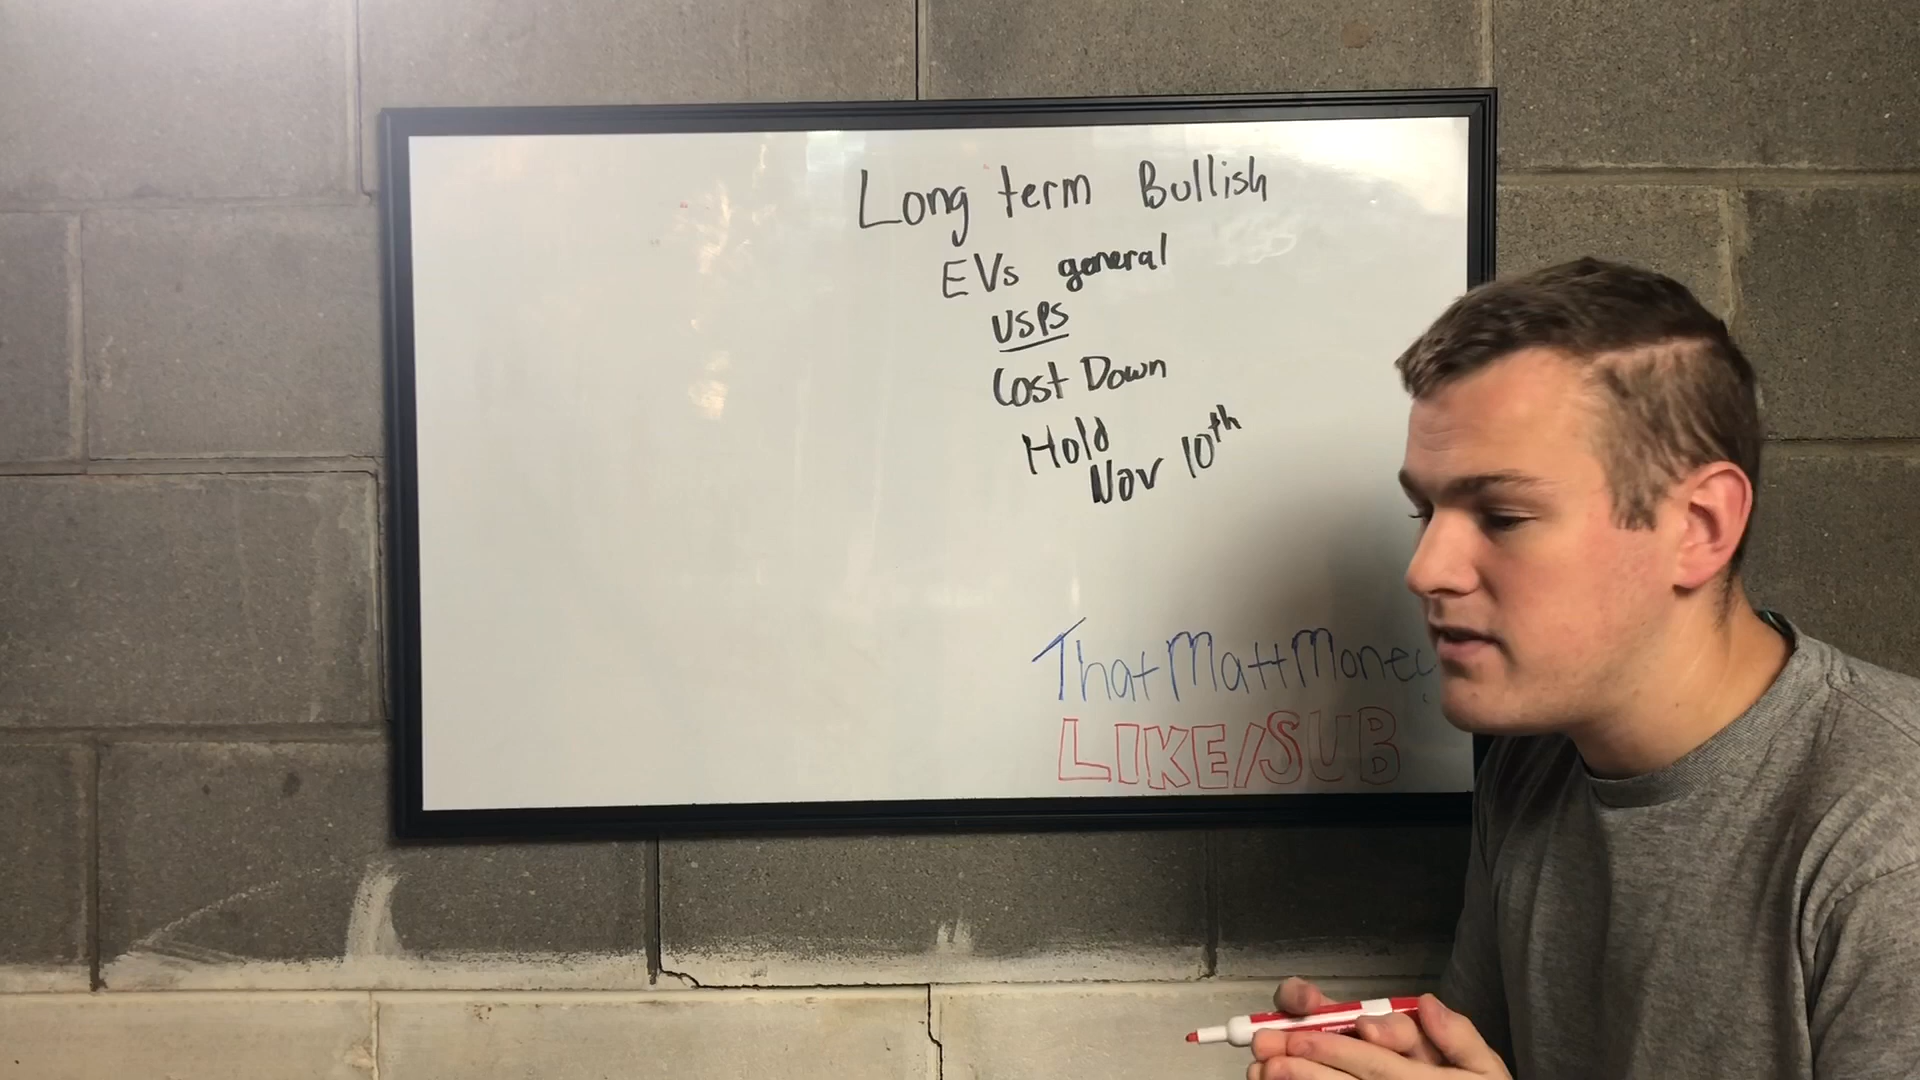 Long term Bullish
EVs general
USPS
Cost Down
Hold
Nov 10th
ThatMattMoney
LIKE/SUB